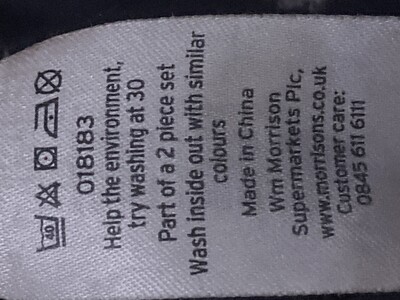 40
018183
Help the environment,
try washing at 30
Part of a 2 piece set
Wash inside out with similar
colours
Made in China
Wm Morrison
Supermarkets Plc,
www.morrisons.co.uk
Customer care:
0845 611 6111